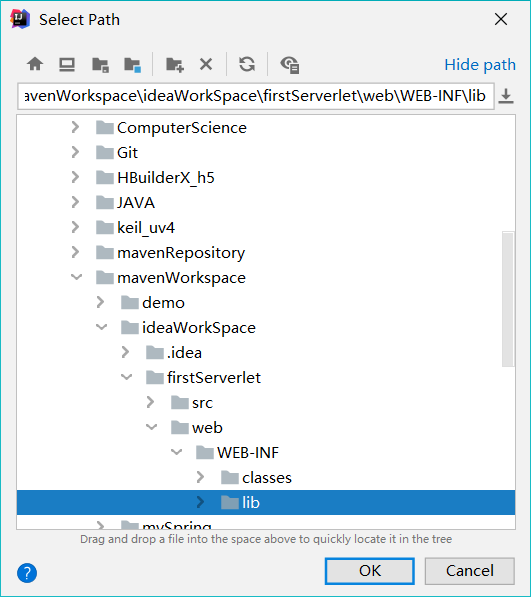 Select Path
Hide path
avenWorkspace\ideaWorkSpace\firstServerlet\web\WEB-INF\lib
ComputerScience
Git
HBuilderX_h5
JAVA
keil_uv4
mavenRepository
mavenWorkspace
demo
ideaWorkSpace
.idea
firstServerlet
src
web
WEB-INF
classes
lib
mySpring
Drag and drop a file into the space above to quickly locate it in the tree
?
OK
Cancel